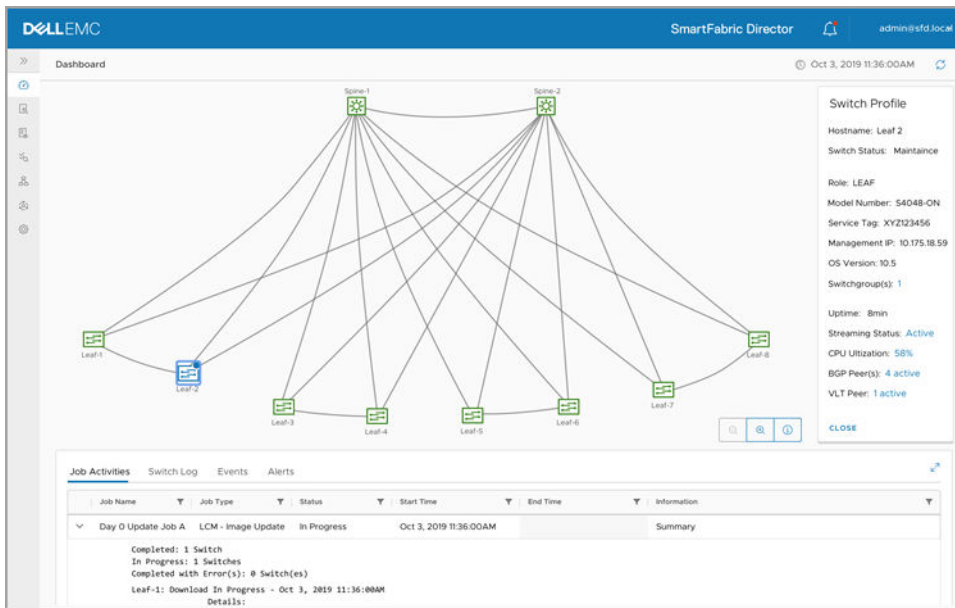 DELLEMC
SmartFabric Director
admin@sfd.local
Dashboard
Oct 3, 2019 11:36:00AM
Spine-1
Spine-2
Leaf-1
Leaf-2
Leaf-3
Leaf-4
Leaf-5
Leaf-6
Leaf-7
Leaf-8
Switch Profile
Hostname: Leaf 2
Switch Status: Maintaince
Role: LEAF
Model Number: S4048-ON
Service Tag: XYZ123456
Management IP: 10.175.18.59
OS Version: 10.5
Switchgroup(s): 1
Uptime: 8min
Streaming Status: Active
CPU Ultization: 58%
BGP Peer(s): 4 active
VLT Peer: 1 active
CLOSE
Job Activities Switch Log Events Alerts
Job Name Job Type Status Start Time End Time Information
Day 0 Update Job A LCM - Image Update In Progress Oct 3, 2019 11:36:00AM Summary
Completed: 1 Switch
In Progress: 1 Switches
Completed with Error(s): 0 Switch(es)
Leaf-1: Download In Progress - Oct 3, 2019 11:36:00AM
Details: